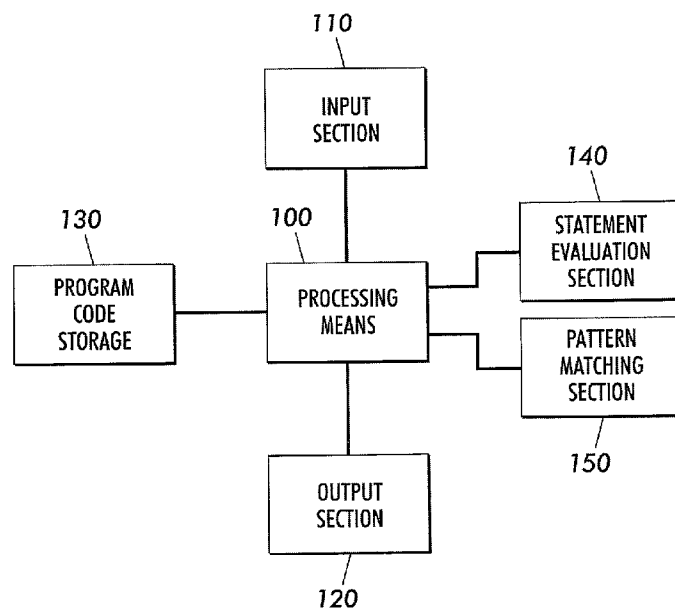 110
INPUT
SECTION
140
STATEMENT
EVALUATION
SECTION
130
PROGRAM
CODE
STORAGE
100
PROCESSING
MEANS
PATTERN
MATCHING
SECTION
150
OUTPUT
SECTION
120